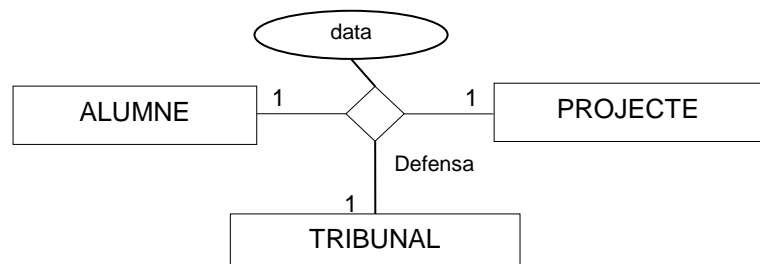 data
ALUMNE
1
1
PROJECTE
Defensa
1
TRIBUNAL